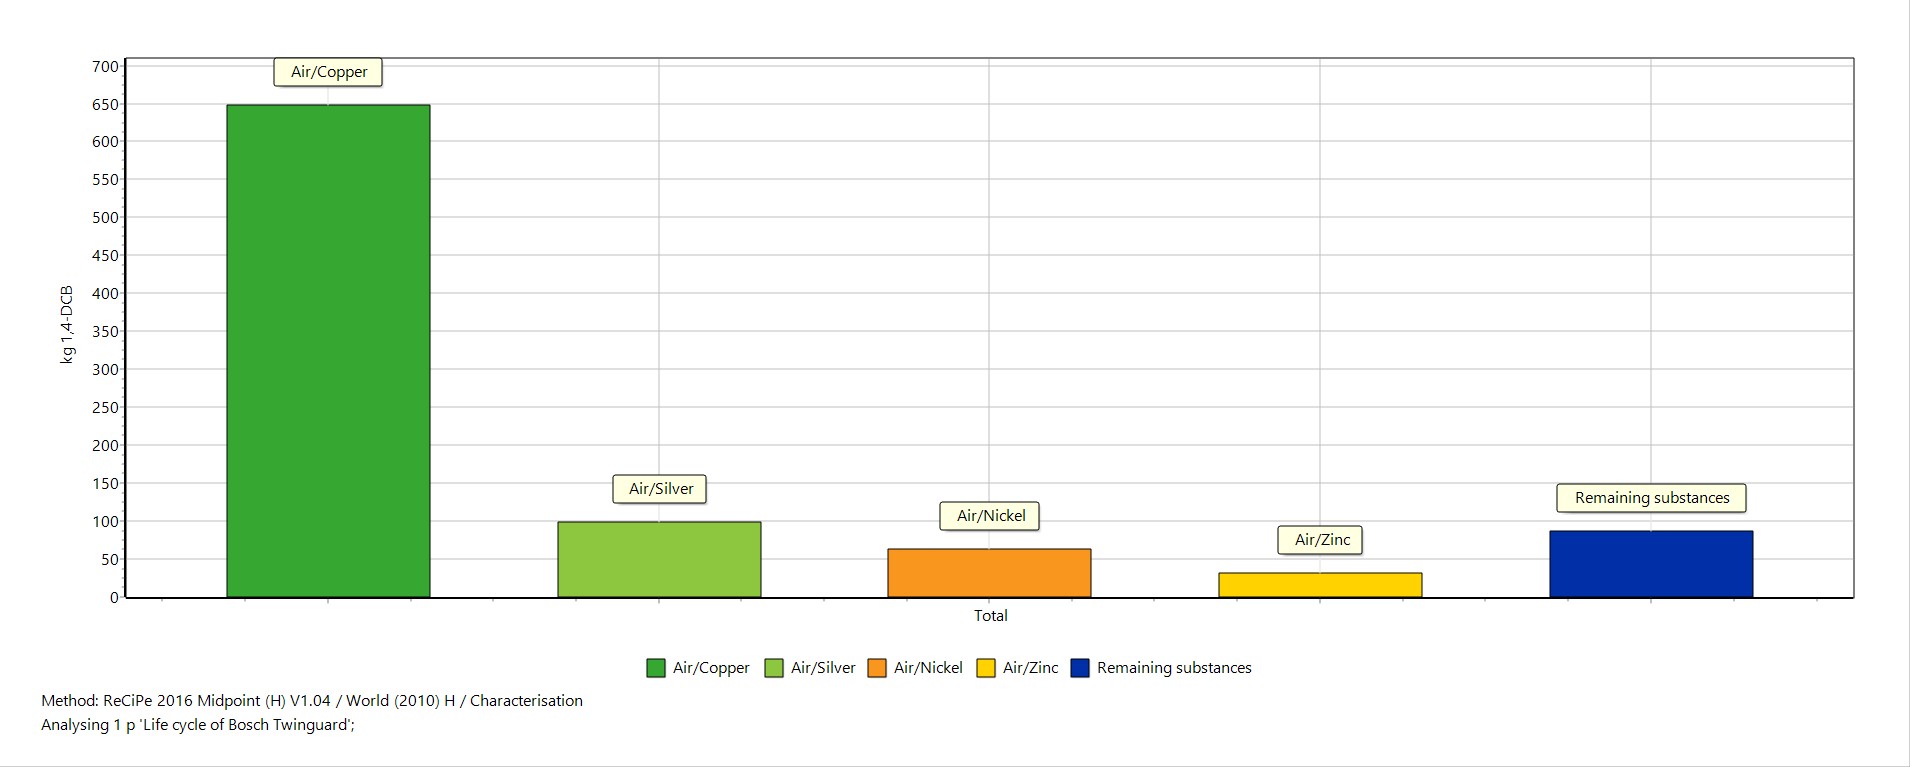 700
650
600
550
500
450
400
350
300
250
200
150
100
50
0
kg 1,4-DCB
Air/Copper
Air/Silver
Air/Nickel
Air/Zinc
Remaining substances
Total
Air/Copper Air/Silver Air/Nickel Air/Zinc Remaining substances
Method: ReCiPe 2016 Midpoint (H) V1.04 / World (2010) H / Characterisation
Analysing 1 p 'Life cycle of Bosch Twinguard';